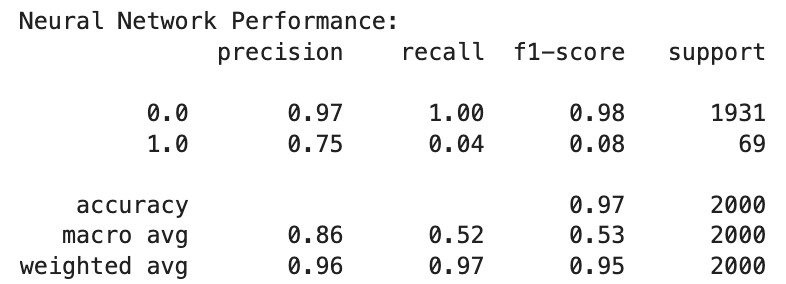 Neural Network Performance:
precision recall f1-score support
0.0 0.97 1.00 0.98 1931
1.0 0.75 0.04 0.08 69
accuracy 0.97 2000
macro avg 0.86 0.52 0.53 2000
weighted avg 0.96 0.97 0.95 2000